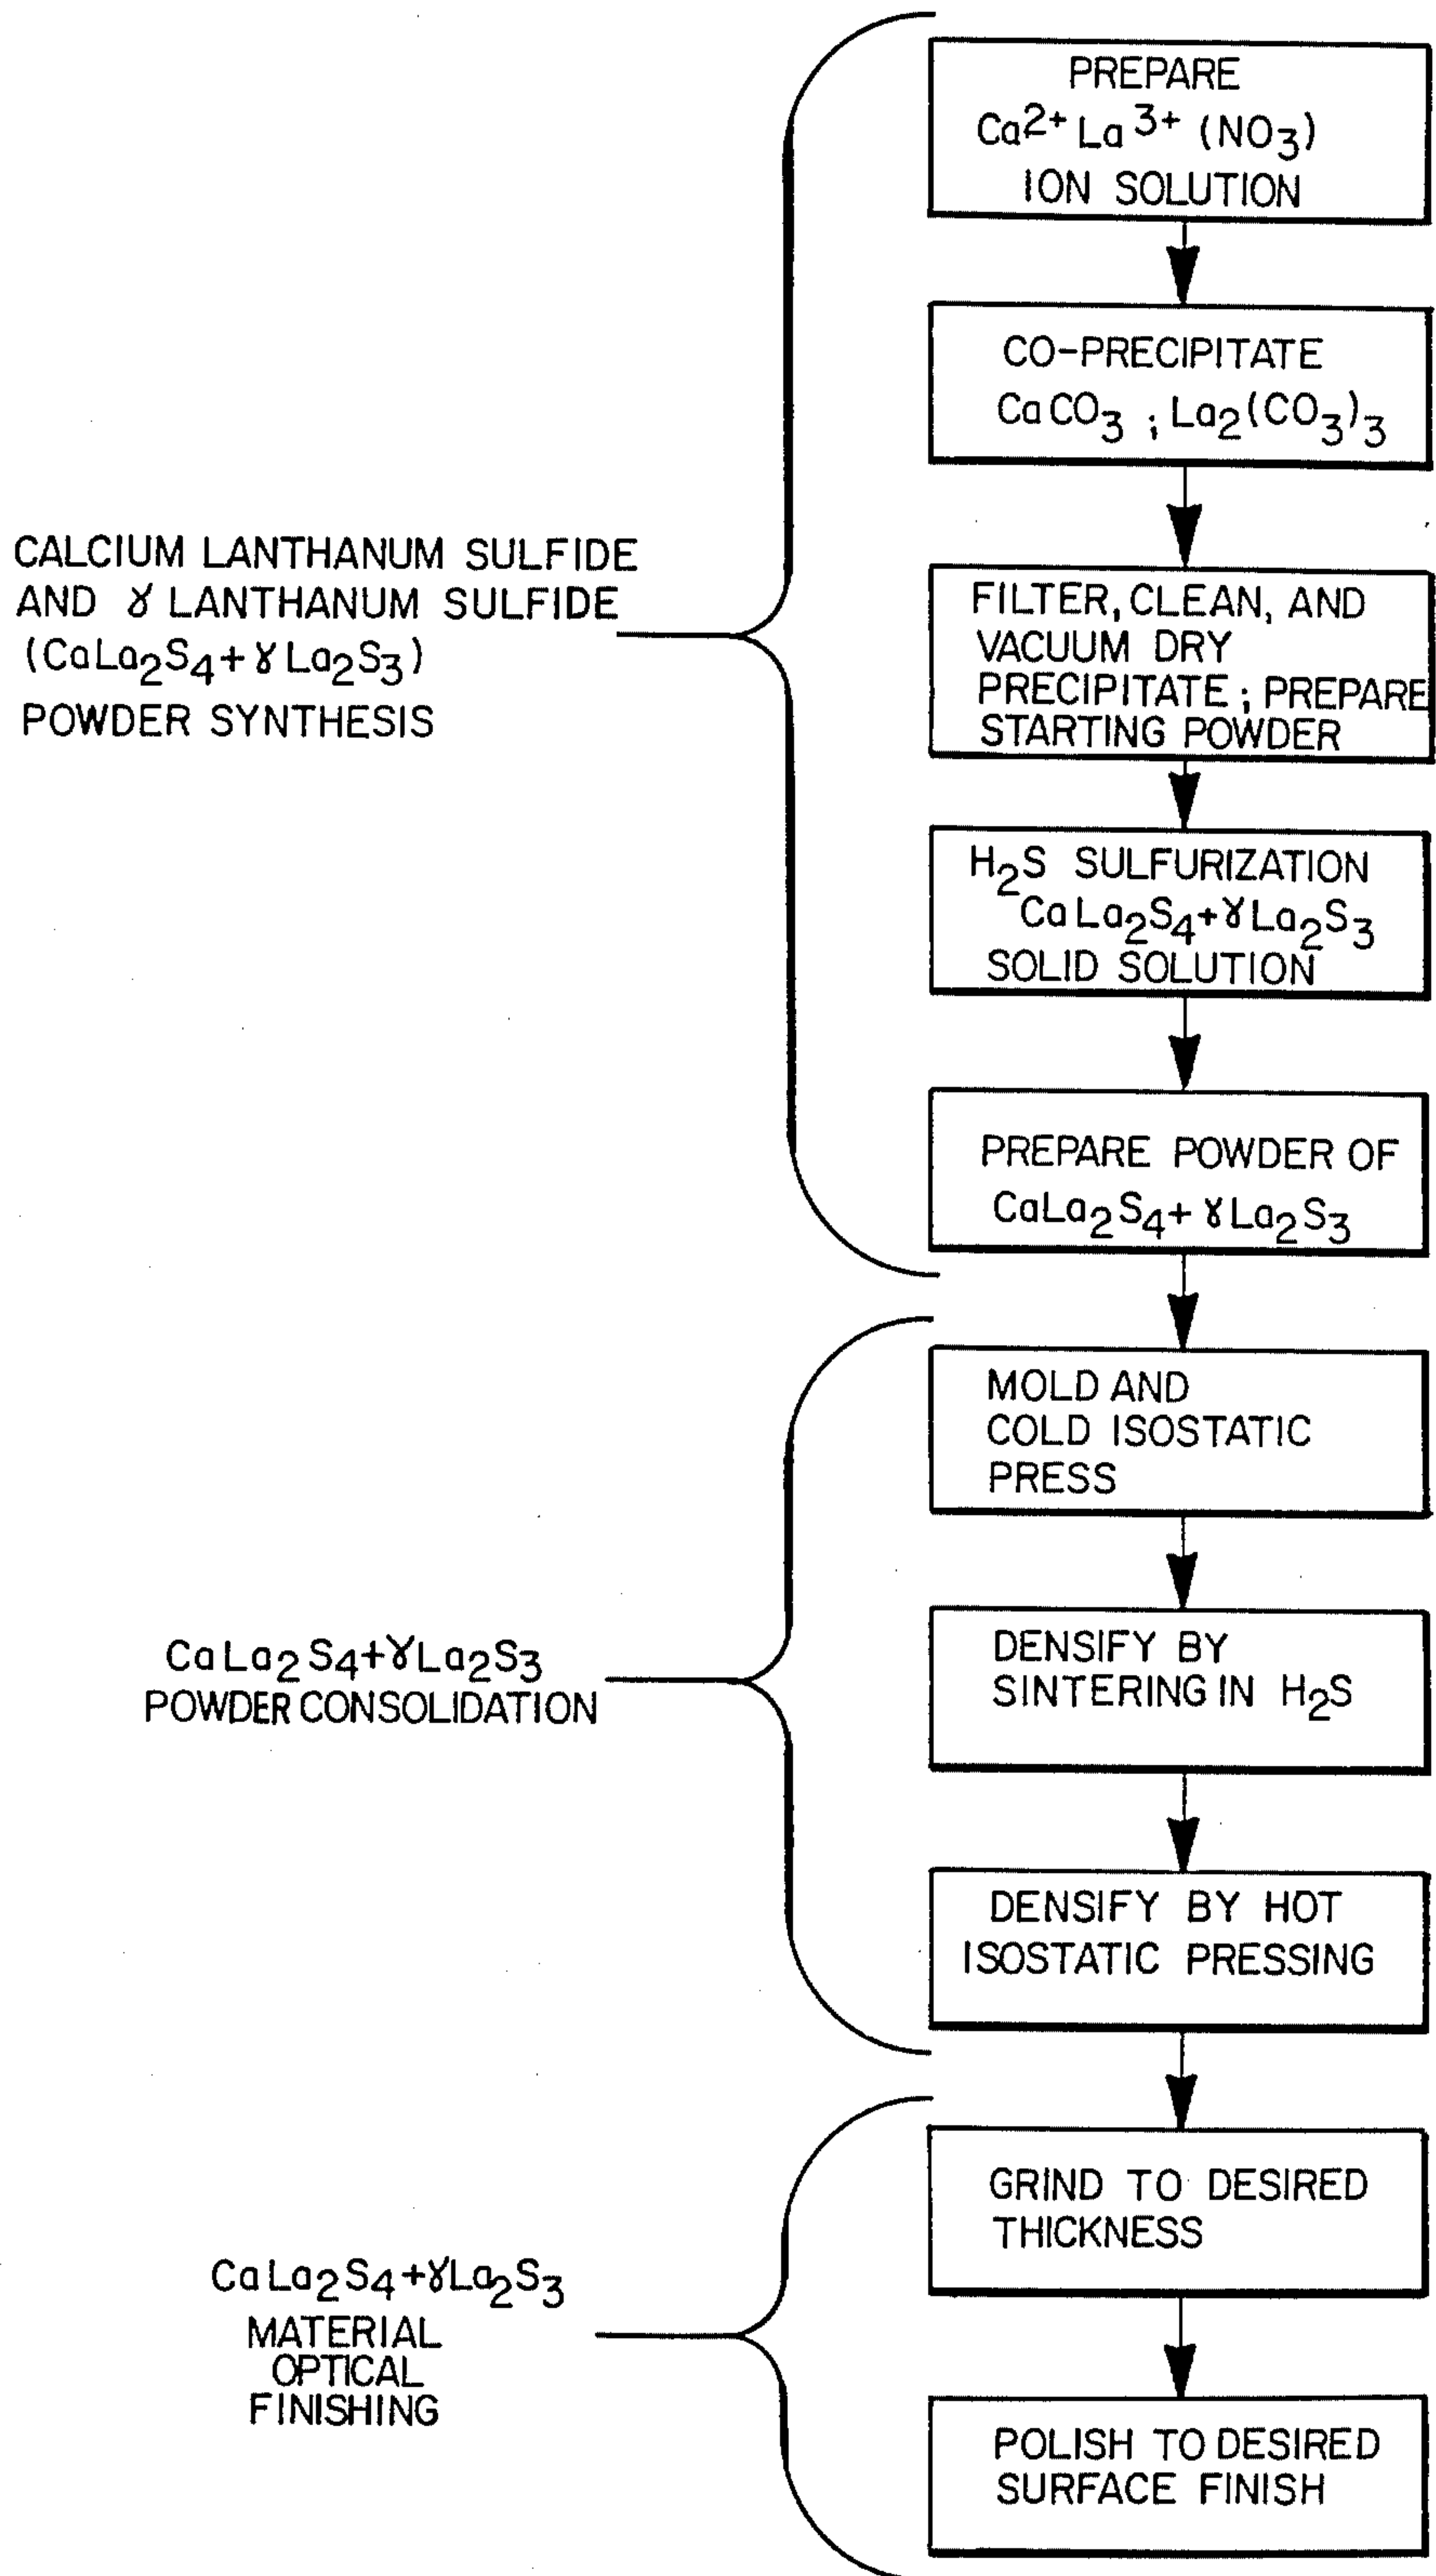 PREPARE
Ca²⁺ La³⁺ (NO₃)
ION SOLUTION
CO-PRECIPITATE
CaCO₃ ; La₂(CO₃)₃
FILTER, CLEAN, AND
VACUUM DRY
PRECIPITATE ; PREPARE
STARTING POWDER
H₂S SULFURIZATION
CaLa₂S₄+γLa₂S₃
SOLID SOLUTION
PREPARE POWDER OF
CaLa₂S₄+γLa₂S₃
CALCIUM LANTHANUM SULFIDE
AND γ LANTHANUM SULFIDE
(CaLa₂S₄+γLa₂S₃)
POWDER SYNTHESIS
MOLD AND
COLD ISOSTATIC
PRESS
DENSIFY BY
SINTERING IN H₂S
DENSIFY BY HOT
ISOSTATIC PRESSING
CaLa₂S₄+γLa₂S₃
POWDER CONSOLIDATION
GRIND TO DESIRED
THICKNESS
POLISH TO DESIRED
SURFACE FINISH
CaLa₂S₄+γLa₂S₃
MATERIAL
OPTICAL
FINISHING